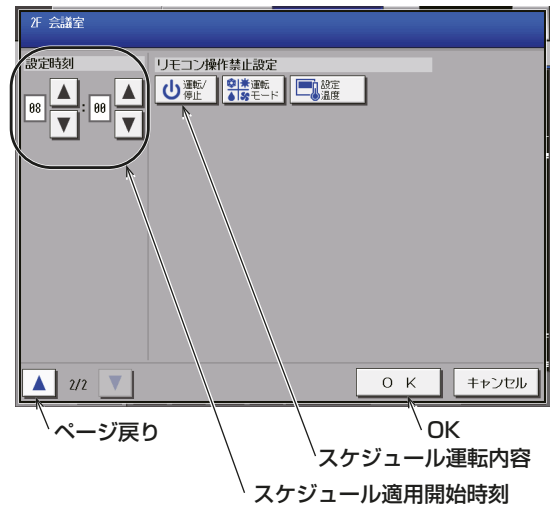 2F 会議室
設定時刻
リモコン操作禁止設定
運転/
停止
運転
モード
設定
温度
08 : 00
2/2
OK
キャンセル
ページ戻り
OK
スケジュール運転内容
スケジュール適用開始時刻